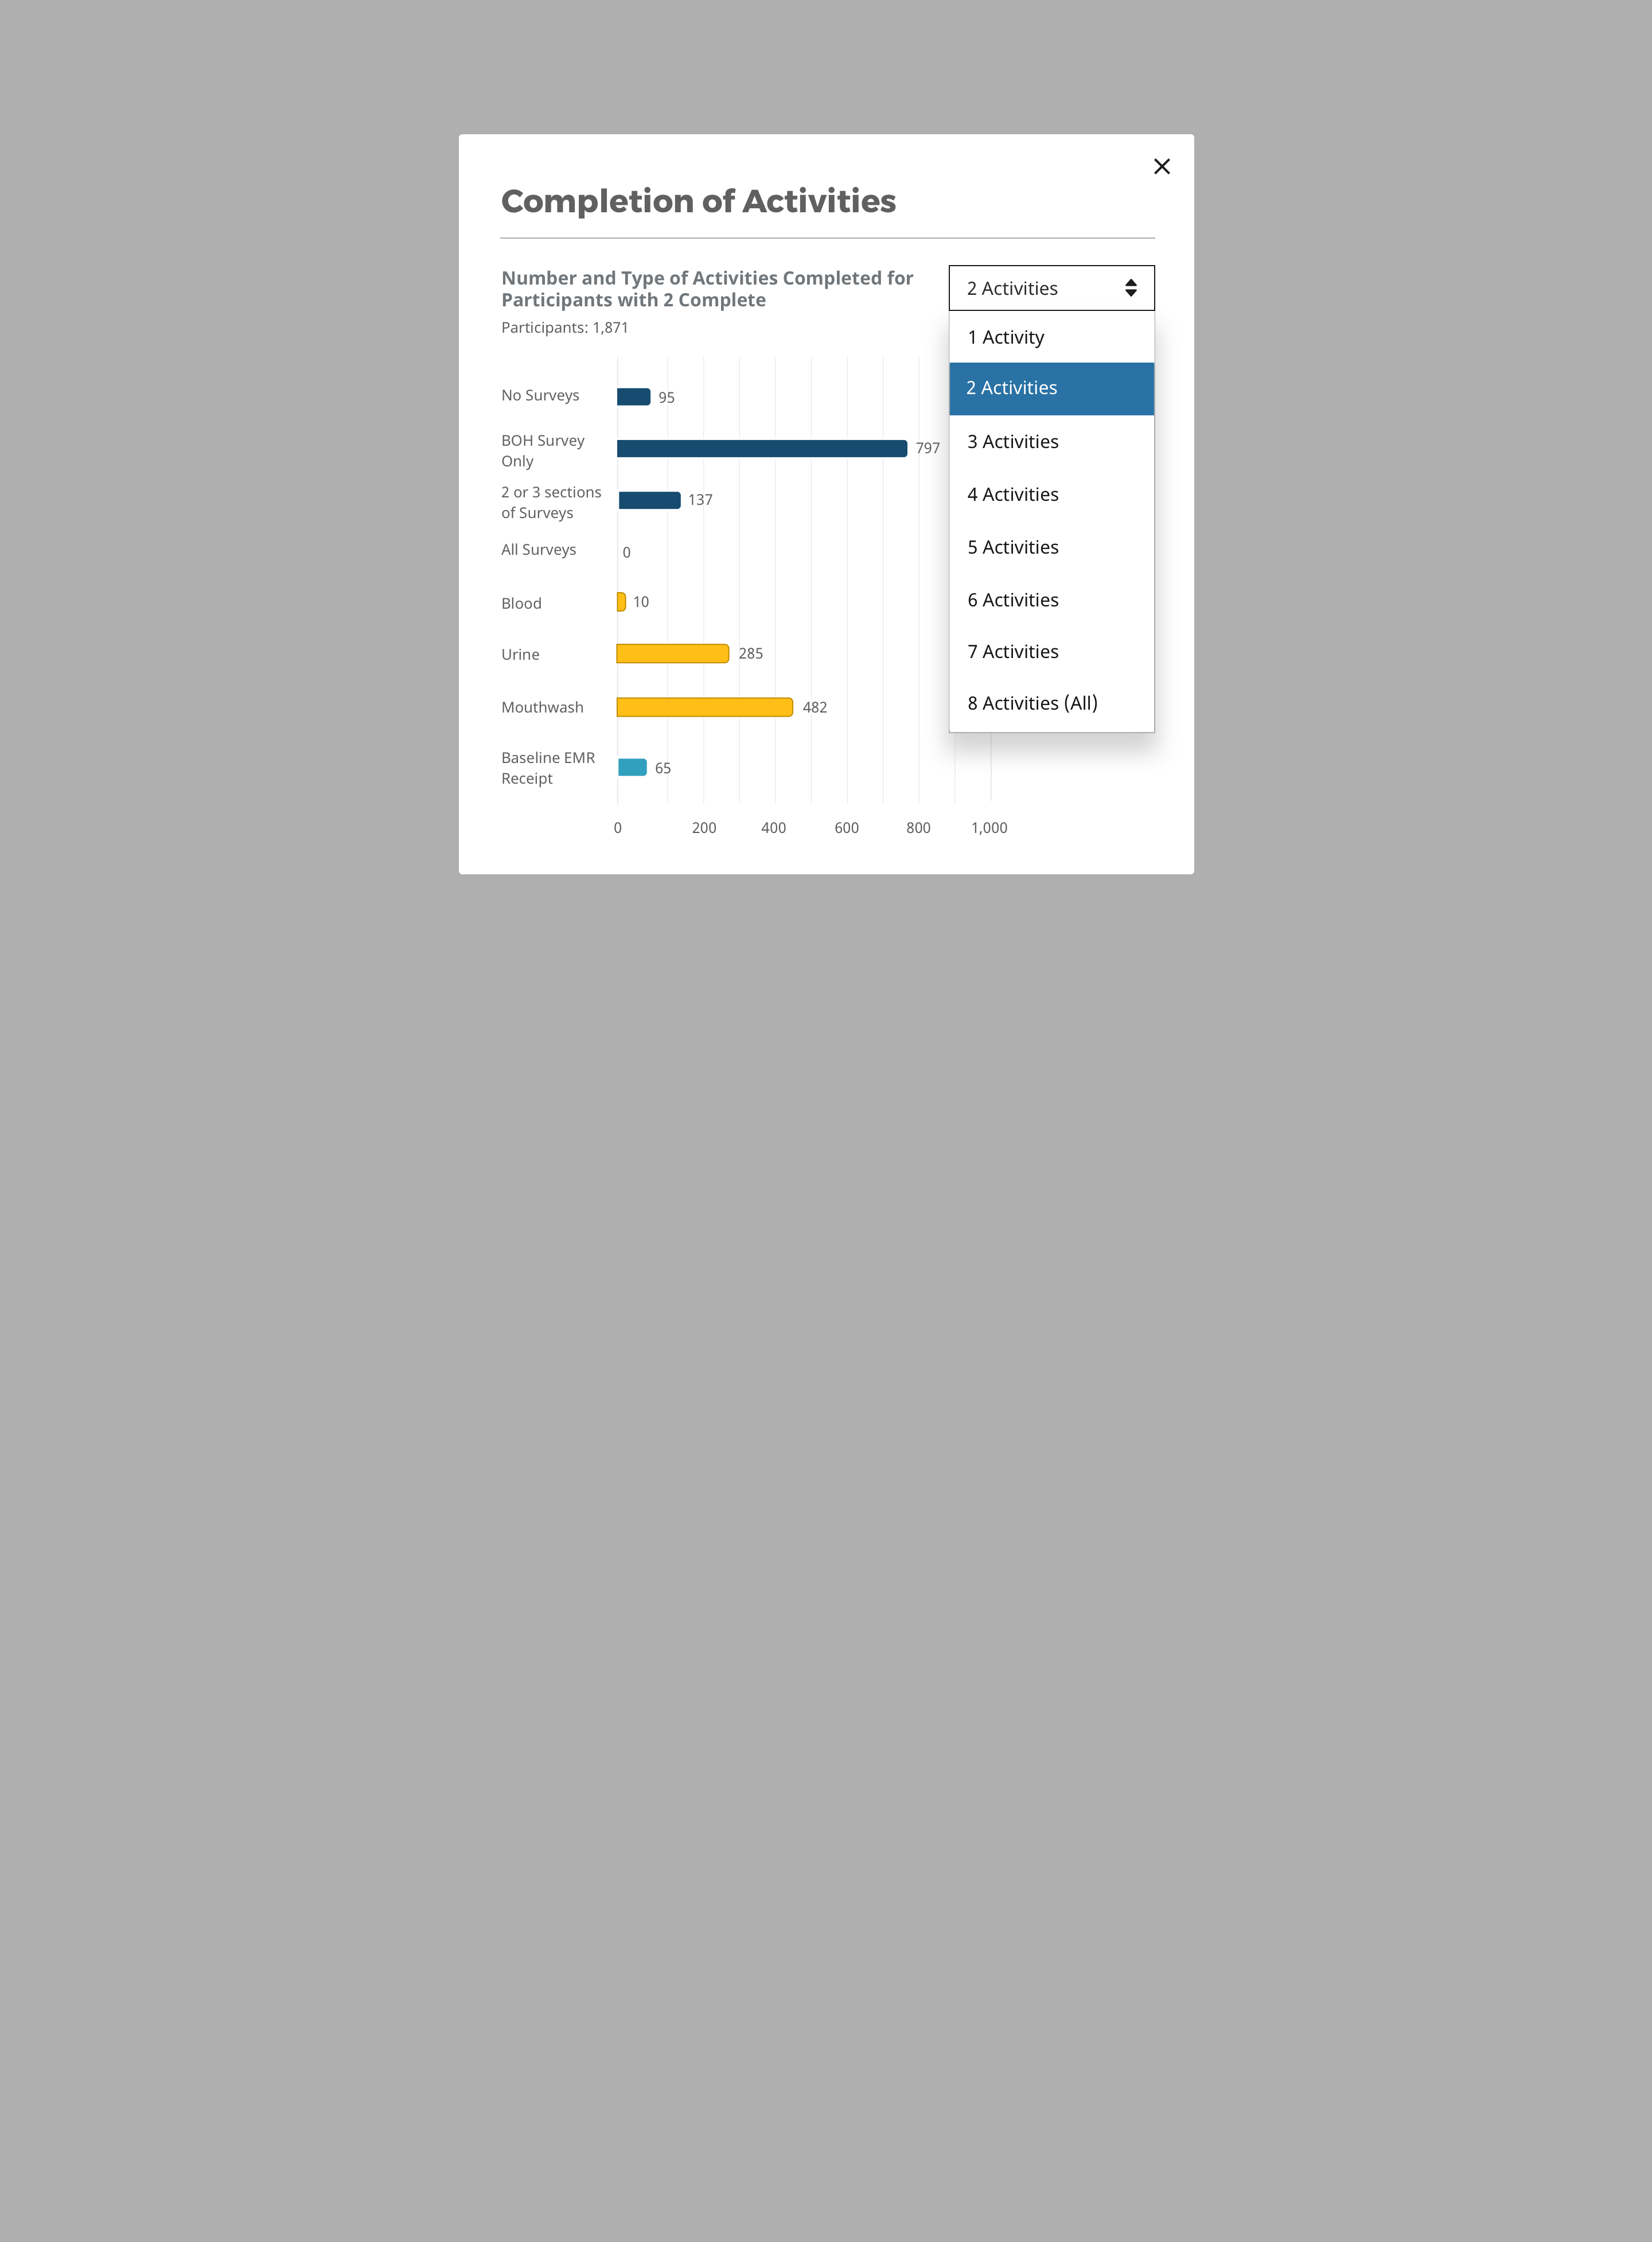 Completion of Activities
Number and Type of Activities Completed for
Participants with 2 Complete
Participants: 1,871
2 Activities
1 Activity
2 Activities
3 Activities
4 Activities
5 Activities
6 Activities
7 Activities
8 Activities (All)
No Surveys
95
BOH Survey
Only
797
2 or 3 sections
of Surveys
137
All Surveys
0
Blood
10
Urine
285
Mouthwash
482
Baseline EMR
Receipt
65
0 200 400 600 800 1,000